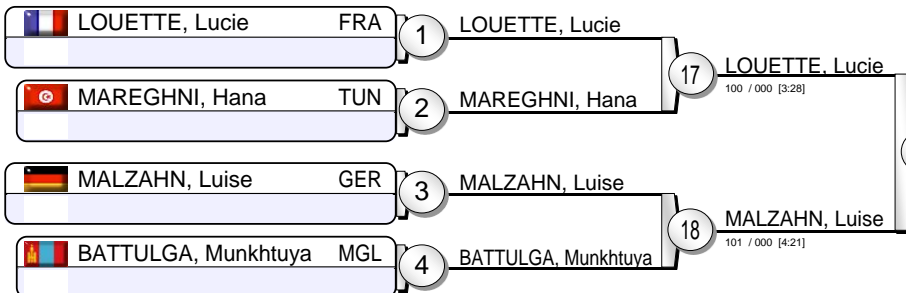 LOUETTE, Lucie FRA 1 LOUETTE, Lucie
17 LOUETTE, Lucie
100 / 000 [3:28]
MAREGHNI, Hana TUN 2 MAREGHNI, Hana
MALZAHN, Luise GER 3 MALZAHN, Luise
18 MALZAHN, Luise
101 / 000 [4:21]
BATTULGA, Munkhtuya MGL 4 BATTULGA, Munkhtuya